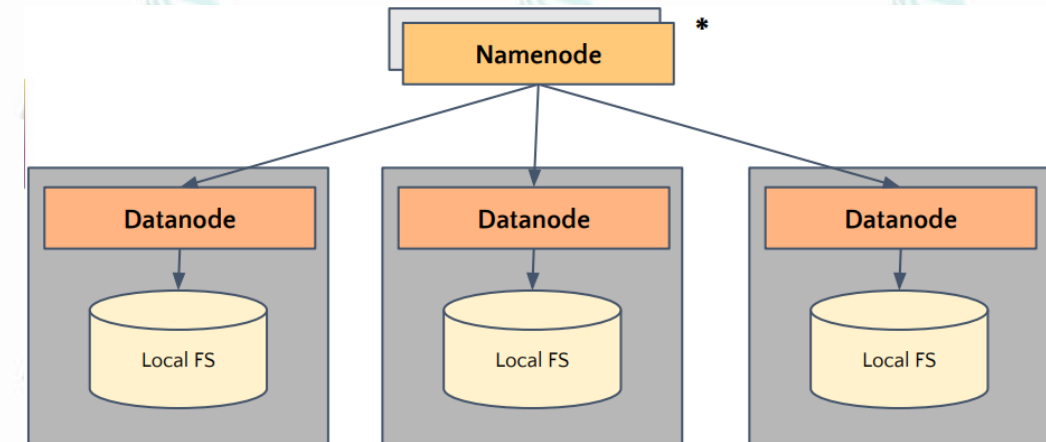 Namenode
*
Datanode
Datanode
Datanode
Local FS
Local FS
Local FS